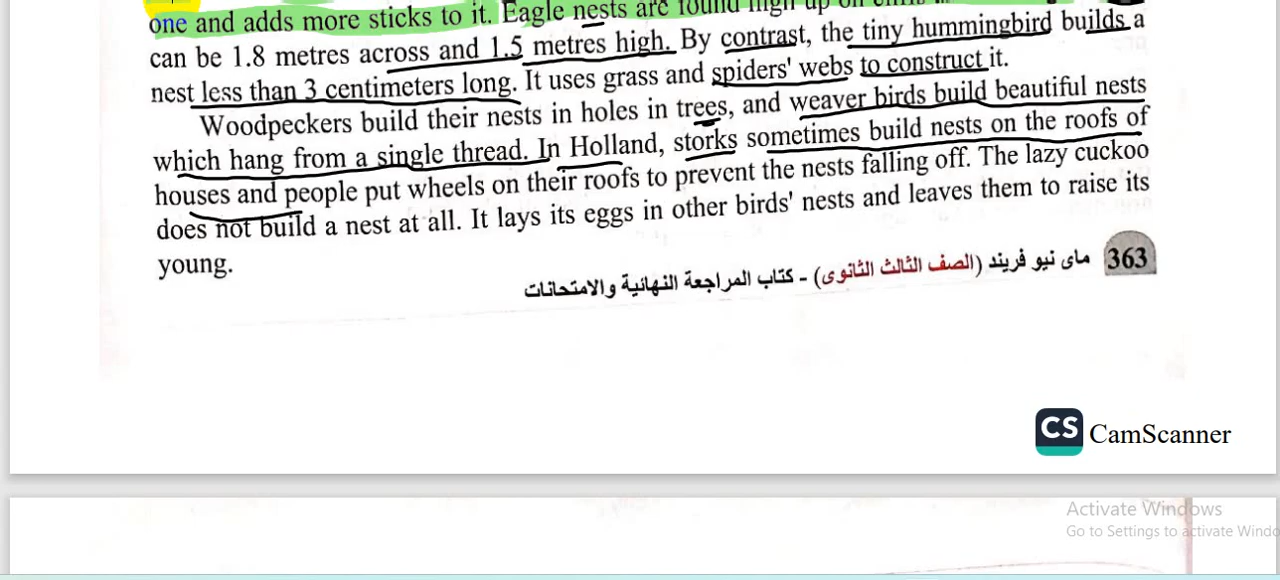 one and adds more sticks to it. Eagle nests are found high up on
can be 1.8 metres across and 1.5 metres high. By contrast, the tiny hummingbird builds a
nest less than 3 centimeters long. It uses grass and spiders' webs to construct it.
Woodpeckers build their nests in holes in trees, and weaver birds build beautiful nests
which hang from a single thread. In Holland, storks sometimes build nests on the roofs of
houses and people put wheels on their roofs to prevent the nests falling off. The lazy cuckoo
does not build a nest at all. It lays its eggs in other birds' nests and leaves them to raise its
young.
363 ماى نيو فريند (الصف الثالث الثانوى) - كتاب المراجعة النهائية والامتحانات
CS CamScanner
Activate Windows
Go to Settings to activate Windo